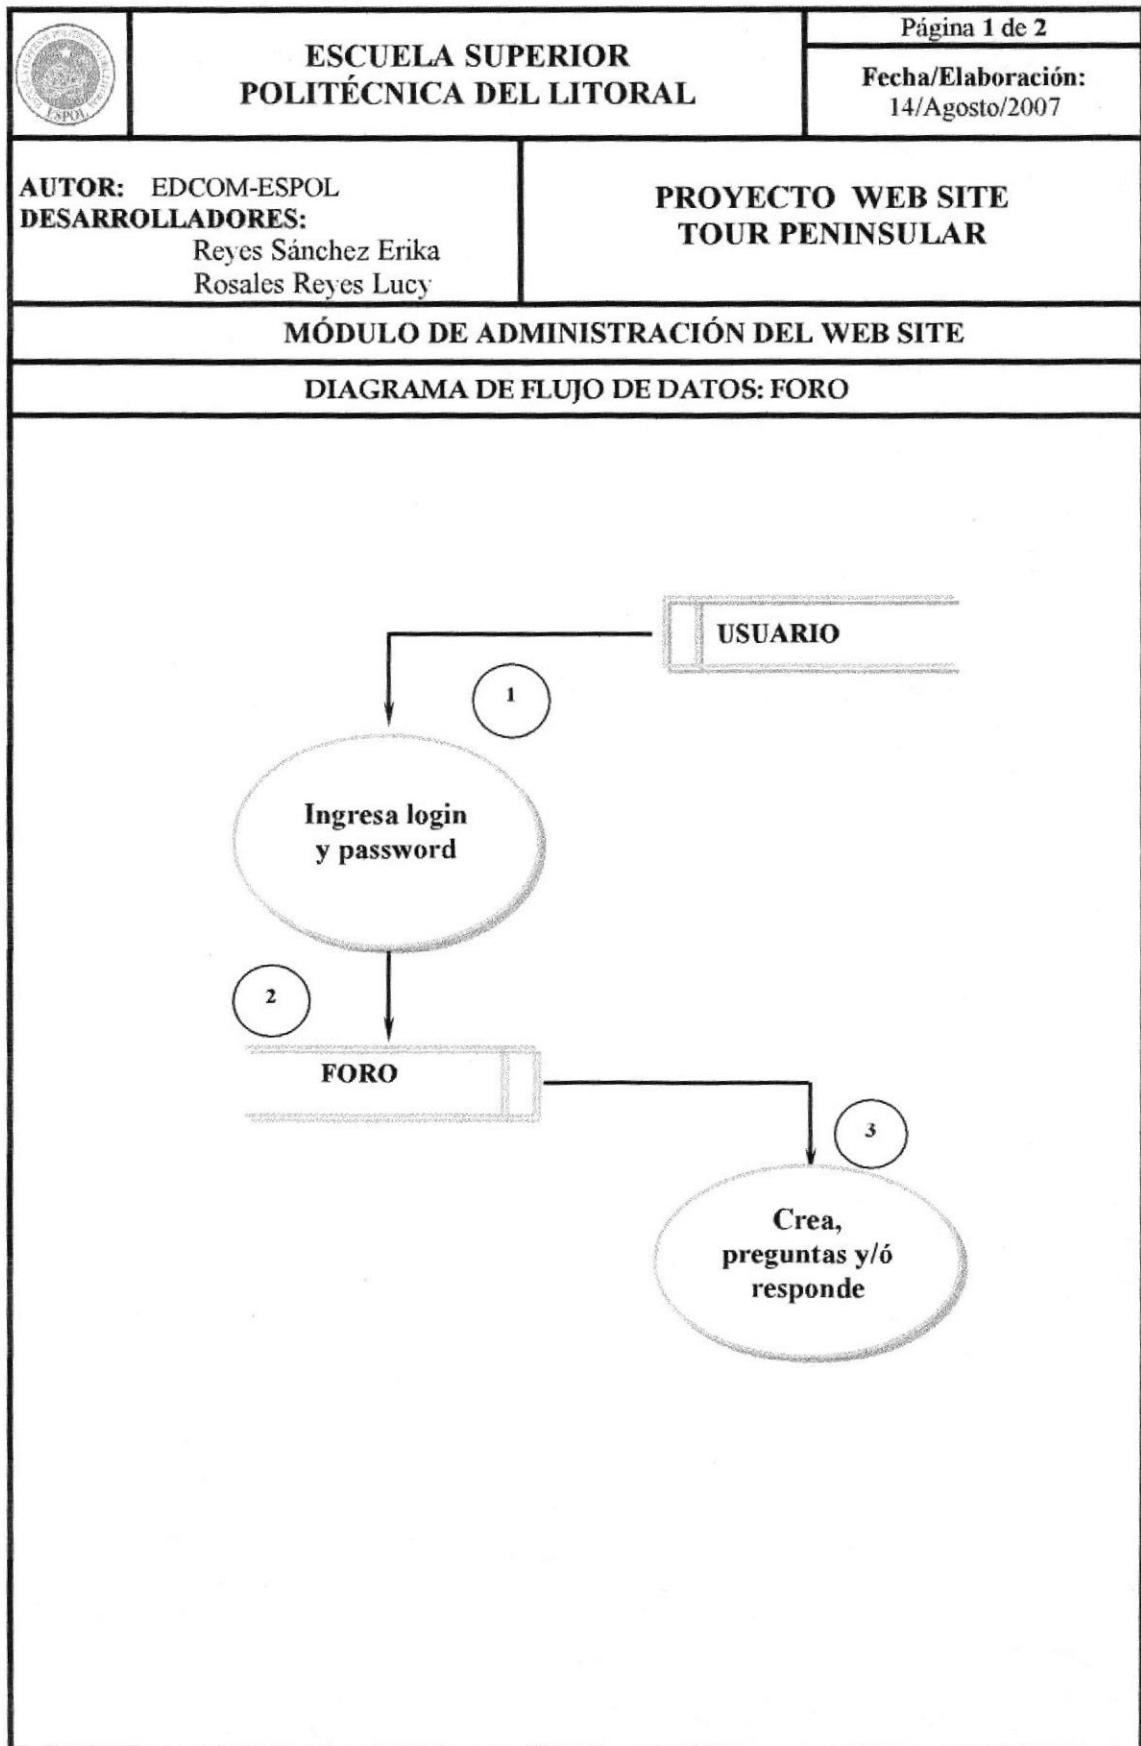 ESCUELA SUPERIOR
POLITÉCNICA DEL LITORAL
Página 1 de 2
Fecha/Elaboración:
14/Agosto/2007
ESPOL
AUTOR: EDCOM-ESPOL
DESARROLLADORES:
Reyes Sánchez Erika
Rosales Reyes Lucy
PROYECTO WEB SITE
TOUR PENINSULAR
MÓDULO DE ADMINISTRACIÓN DEL WEB SITE
DIAGRAMA DE FLUJO DE DATOS: FORO
USUARIO
1
Ingresa login
y password
2
FORO
3
Crea,
preguntas y/ó
responde